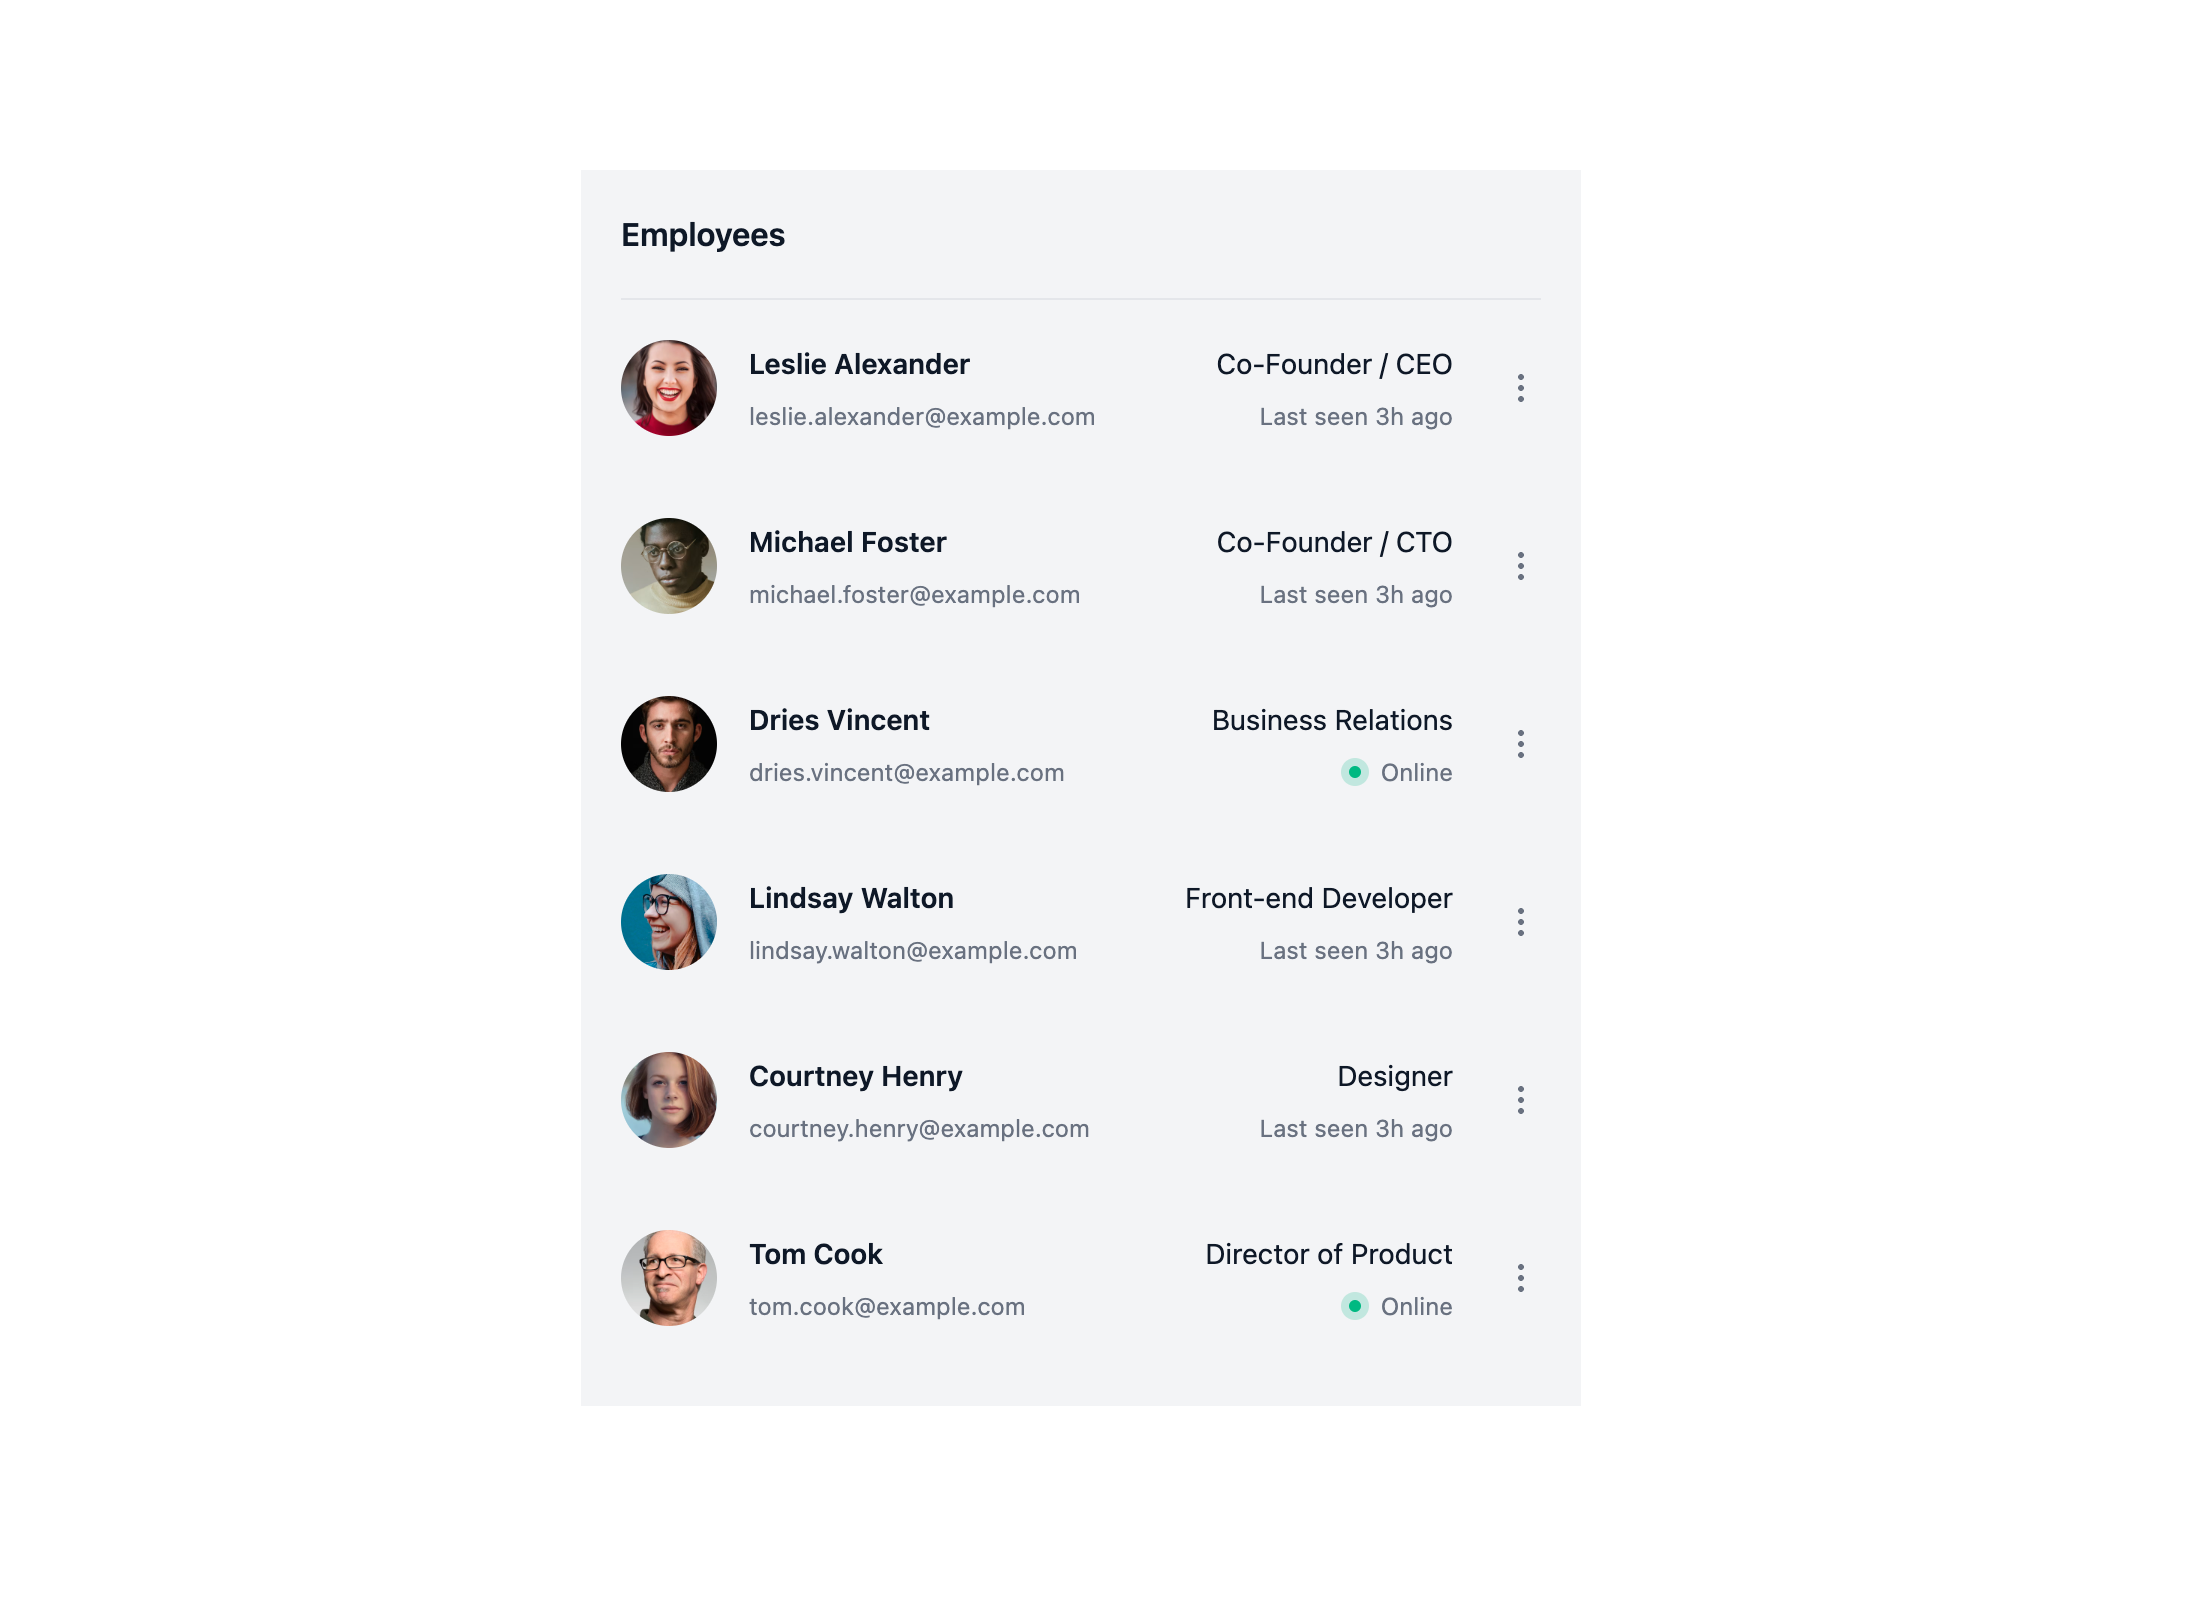 Employees
Leslie Alexander
Co-Founder / CEO
leslie.alexander@example.com
Last seen 3h ago
Michael Foster
Co-Founder / CTO
michael.foster@example.com
Last seen 3h ago
Dries Vincent
Business Relations
dries.vincent@example.com
Online
Lindsay Walton
Front-end Developer
lindsay.walton@example.com
Last seen 3h ago
Courtney Henry
Designer
courtney.henry@example.com
Last seen 3h ago
Tom Cook
Director of Product
tom.cook@example.com
Online